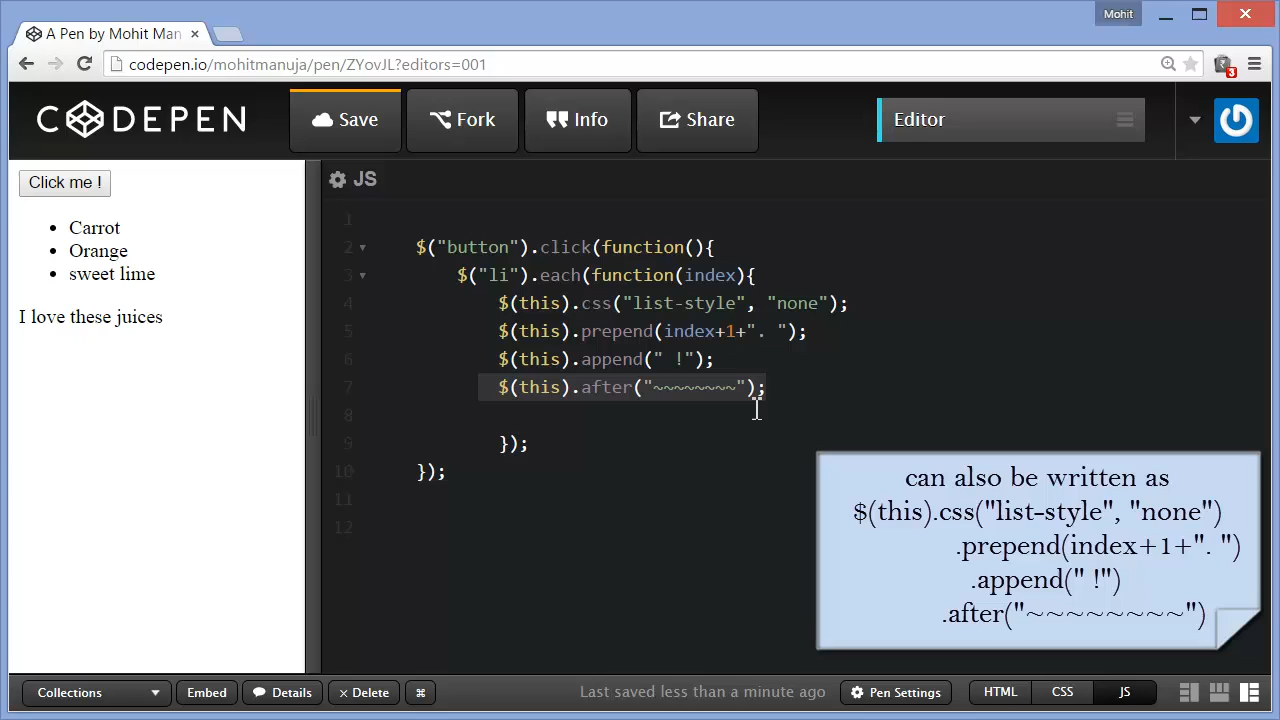 Mohit
A Pen by Mohit Man
codepen.io/mohitmanuja/pen/ZYovJL?editors=001
3
CODEPEN
Save
Fork
Info
Share
Editor
Click me !
• Carrot
• Orange
• sweet lime
I love these juices
JS
1
2 $("button").click(function(){
3 $("li").each(function(index){
4 $(this).css("list-style", "none");
5 $(this).prepend(index+1+". ");
6 $(this).append(" !");
7 $(this).after("~~~~~~~~");
8
9 });
10 });
11
12
can also be written as
$(this).css("list-style", "none")
.prepend(index+1+". ")
.append(" !")
.after("~~~~~~~~")
Collections
Embed
Details
× Delete
⌘
Last saved less than a minute ago
Pen Settings
HTML
CSS
JS